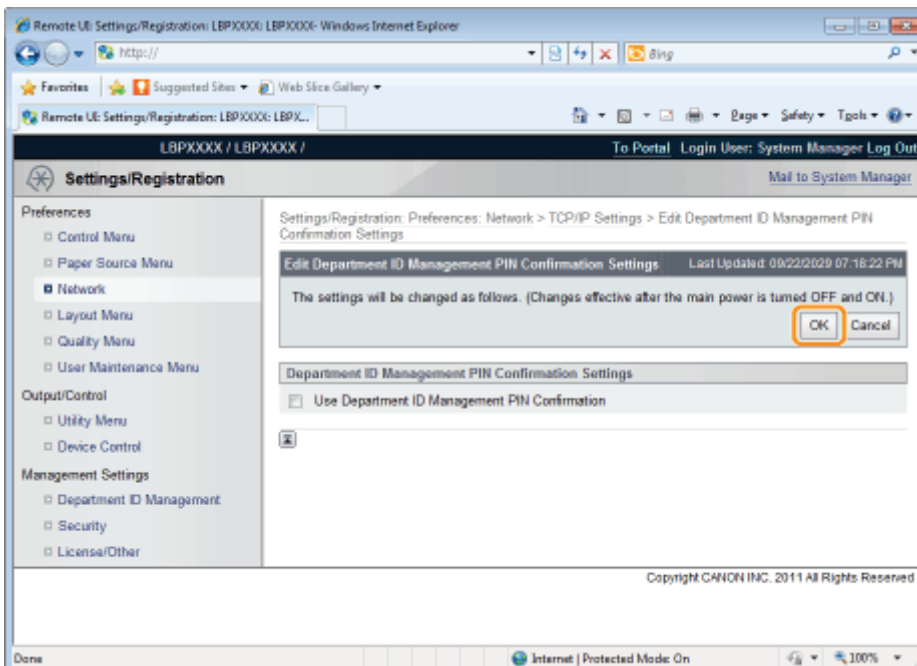 Remote UI: Settings/Registration: LBPXXXX: LBPXXXX- Windows Internet Explorer
http://
Bing
Favorites Suggested Sites Web Slice Gallery
Remote UI: Settings/Registration: LBPXXXX: LBPX... Page Safety Tools
LBPXXXX / LBPXXXX / To Portal Login User: System Manager Log Out
Settings/Registration Mail to System Manager
Preferences
Control Menu
Paper Source Menu
Network
Layout Menu
Quality Menu
User Maintenance Menu
Output/Control
Utility Menu
Device Control
Management Settings
Department ID Management
Security
License/Other
Settings/Registration: Preferences: Network > TCP/IP Settings > Edit Department ID Management PIN
Confirmation Settings
Edit Department ID Management PIN Confirmation Settings Last Updated: 09/22/2029 07:18:22 PM
The settings will be changed as follows. (Changes effective after the main power is turned OFF and ON.)
OK Cancel
Department ID Management PIN Confirmation Settings
Use Department ID Management PIN Confirmation
Copyright CANON INC. 2011 All Rights Reserved
Done Internet | Protected Mode: On 100%